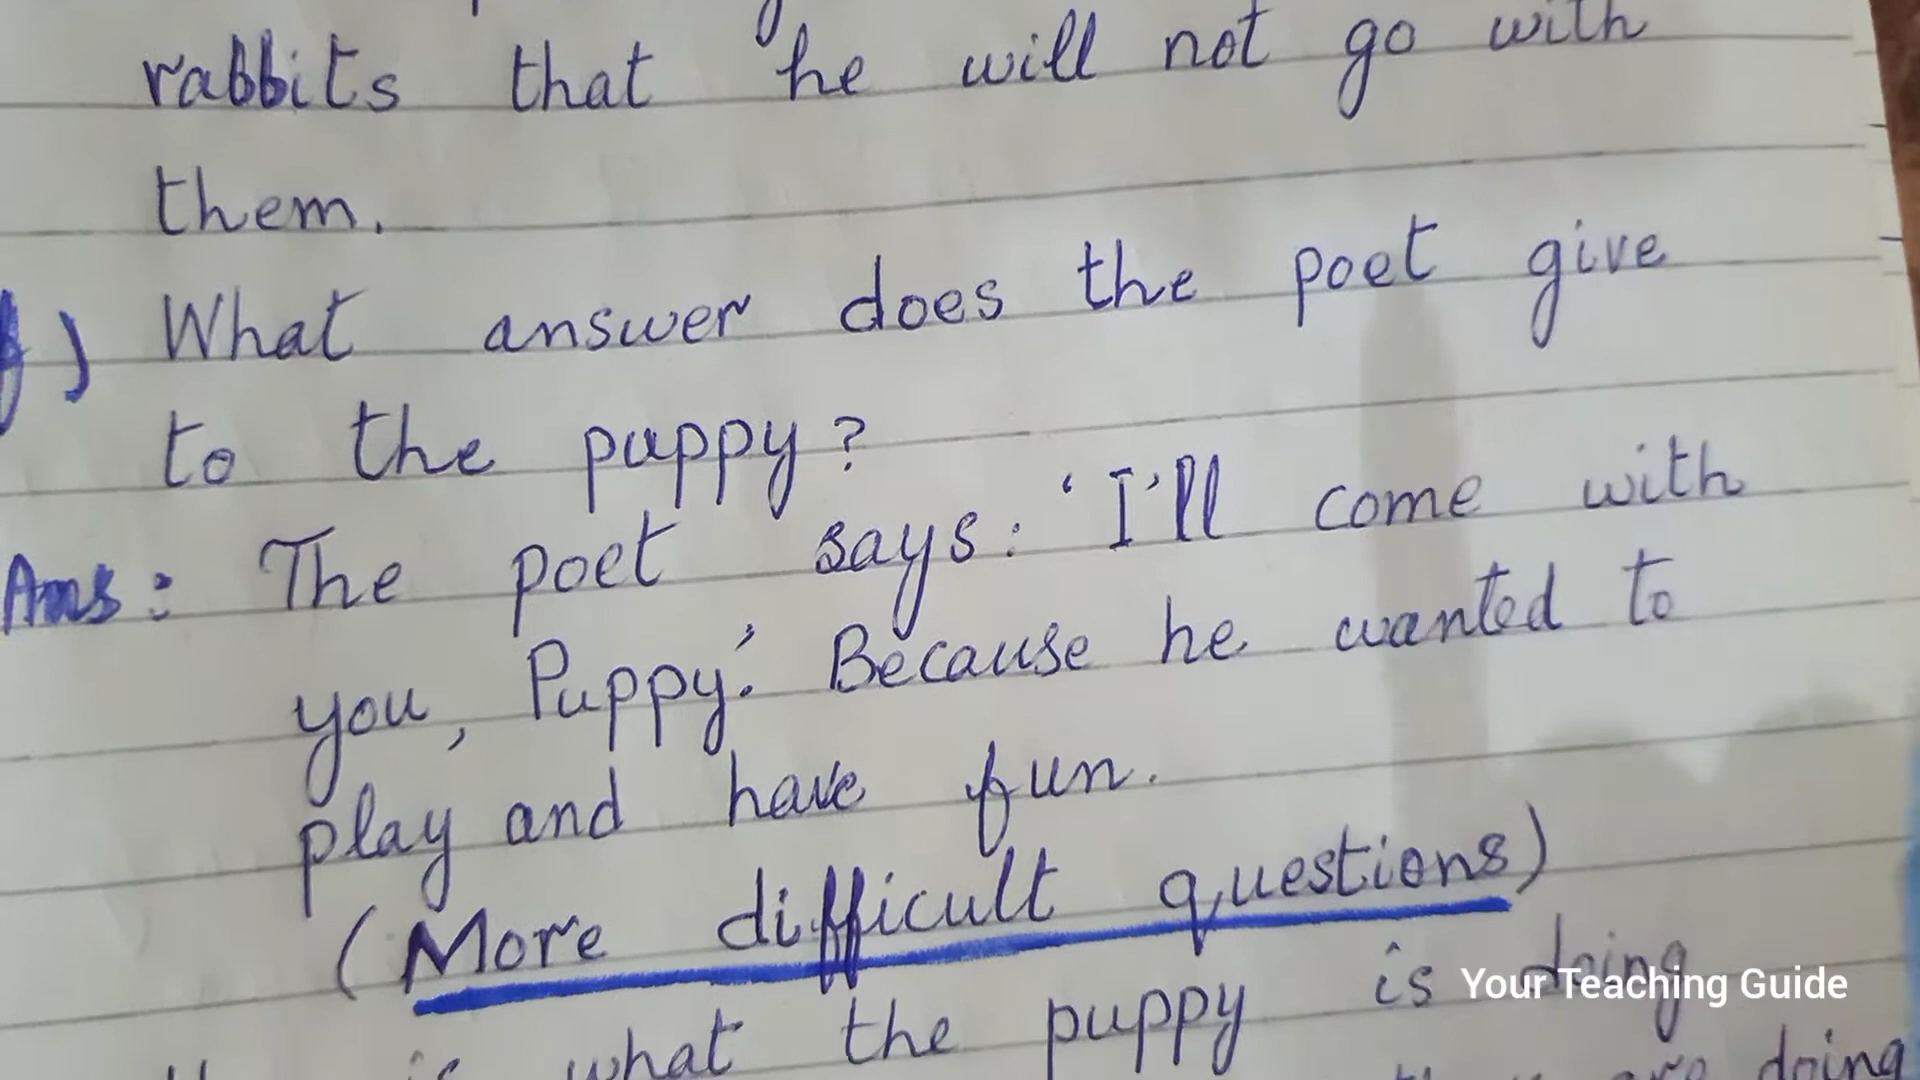 rabbits that he will not go with
them.
f) What answer does the poet give
to the puppy?
Ans: The poet says: 'I'll come with
you, Puppy.' Because he wanted to
play and have fun.
(More difficult questions)
is what the puppy is doing
doing
Your Teaching Guide